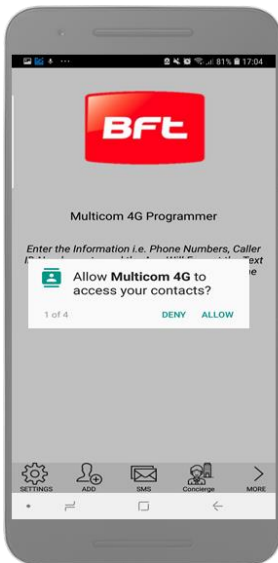 81% 17:04
BFT
Multicom 4G Programmer
Enter the Information i.e. Phone Numbers, Caller
Allow Multicom 4G to
access your contacts?
1 of 4 DENY ALLOW
SETTINGS ADD SMS Concierge MORE